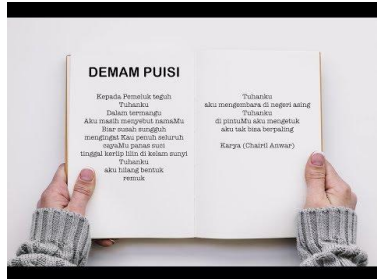 DEMAM PUISI
Kepada Pemeluk teguh
Tuhanku
Dalam termangu
Aku masih menyebut namaMu
Biar susah sungguh
mengingat Kau penuh seluruh
cayaMu panas suci
tinggal kerlip lilin di kelam sunyi
Tuhanku
aku hilang bentuk
remuk
Tuhanku
aku mengembara di negeri asing
Tuhanku
di pintuMu aku mengetuk
aku tak bisa berpaling
Karya (Chairil Anwar)